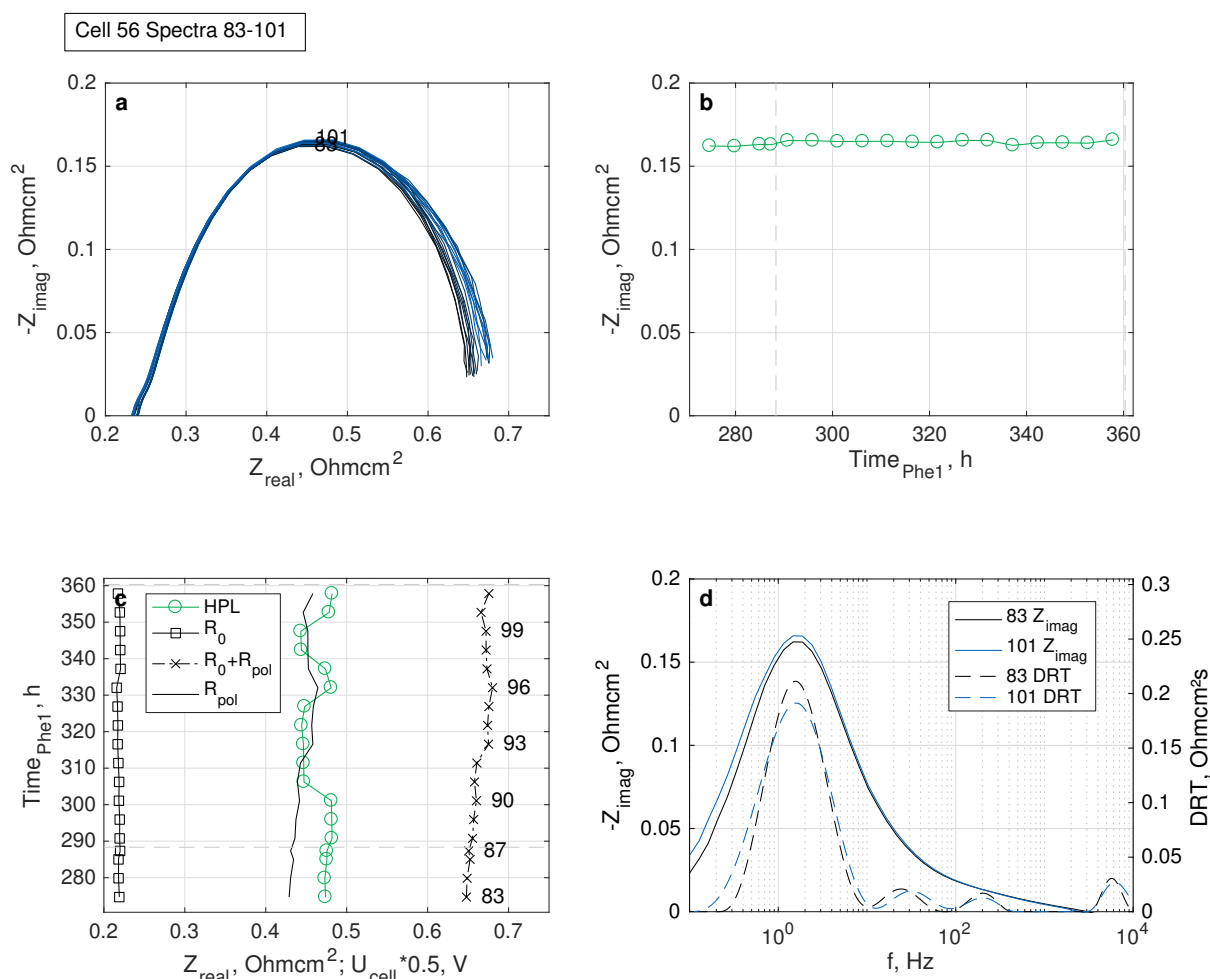 Cell 56 Spectra 83-101
a
101
83
0.2
0.15
0.1
0.05
0
0.2 0.3 0.4 0.5 0.6 0.7
-Z_imag, Ohmcm²
Z_real, Ohmcm²
b
0.2
0.15
0.1
0.05
0
280 300 320 340 360
-Z_imag, Ohmcm²
Time_Phe1, h
c
HPL
R_0
R_0+R_pol
R_pol
99
96
93
90
87
83
360
350
340
330
320
310
300
290
280
0.2 0.3 0.4 0.5 0.6 0.7
Time_Phe1, h
Z_real, Ohmcm²; U_cell*0.5, V
d
83 Z_imag
101 Z_imag
83 DRT
101 DRT
0.2
0.15
0.1
0.05
0
0.3
0.25
0.2
0.15
0.1
0.05
0
10⁰ 10² 10⁴
-Z_imag, Ohmcm²
DRT, Ohmcm²s
f, Hz